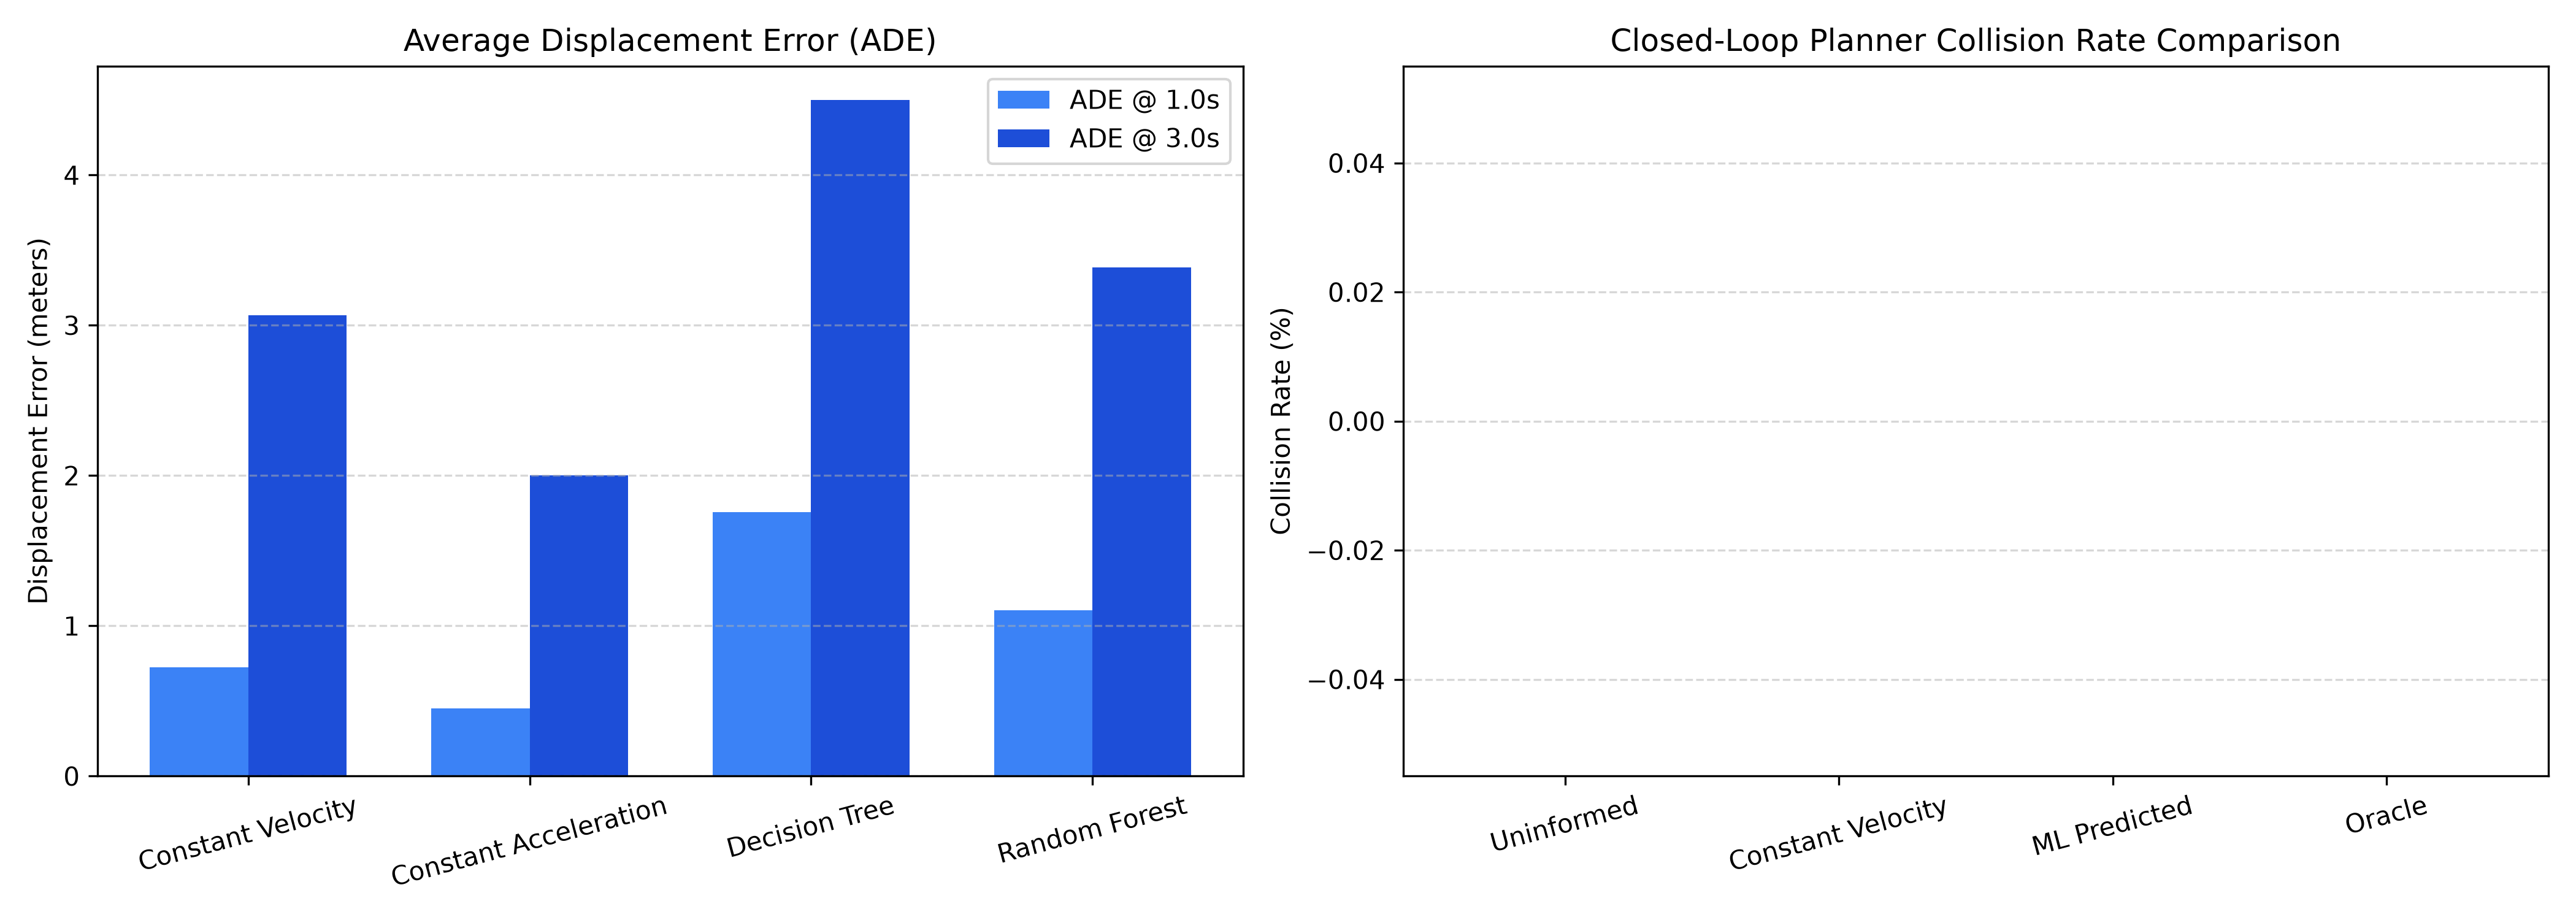 Average Displacement Error (ADE)
Displacement Error (meters)
4
3
2
1
0
ADE @ 1.0s
ADE @ 3.0s
Constant Velocity
Constant Acceleration
Decision Tree
Random Forest
Closed-Loop Planner Collision Rate Comparison
Collision Rate (%)
0.04
0.02
0.00
−0.02
−0.04
Uninformed
Constant Velocity
ML Predicted
Oracle